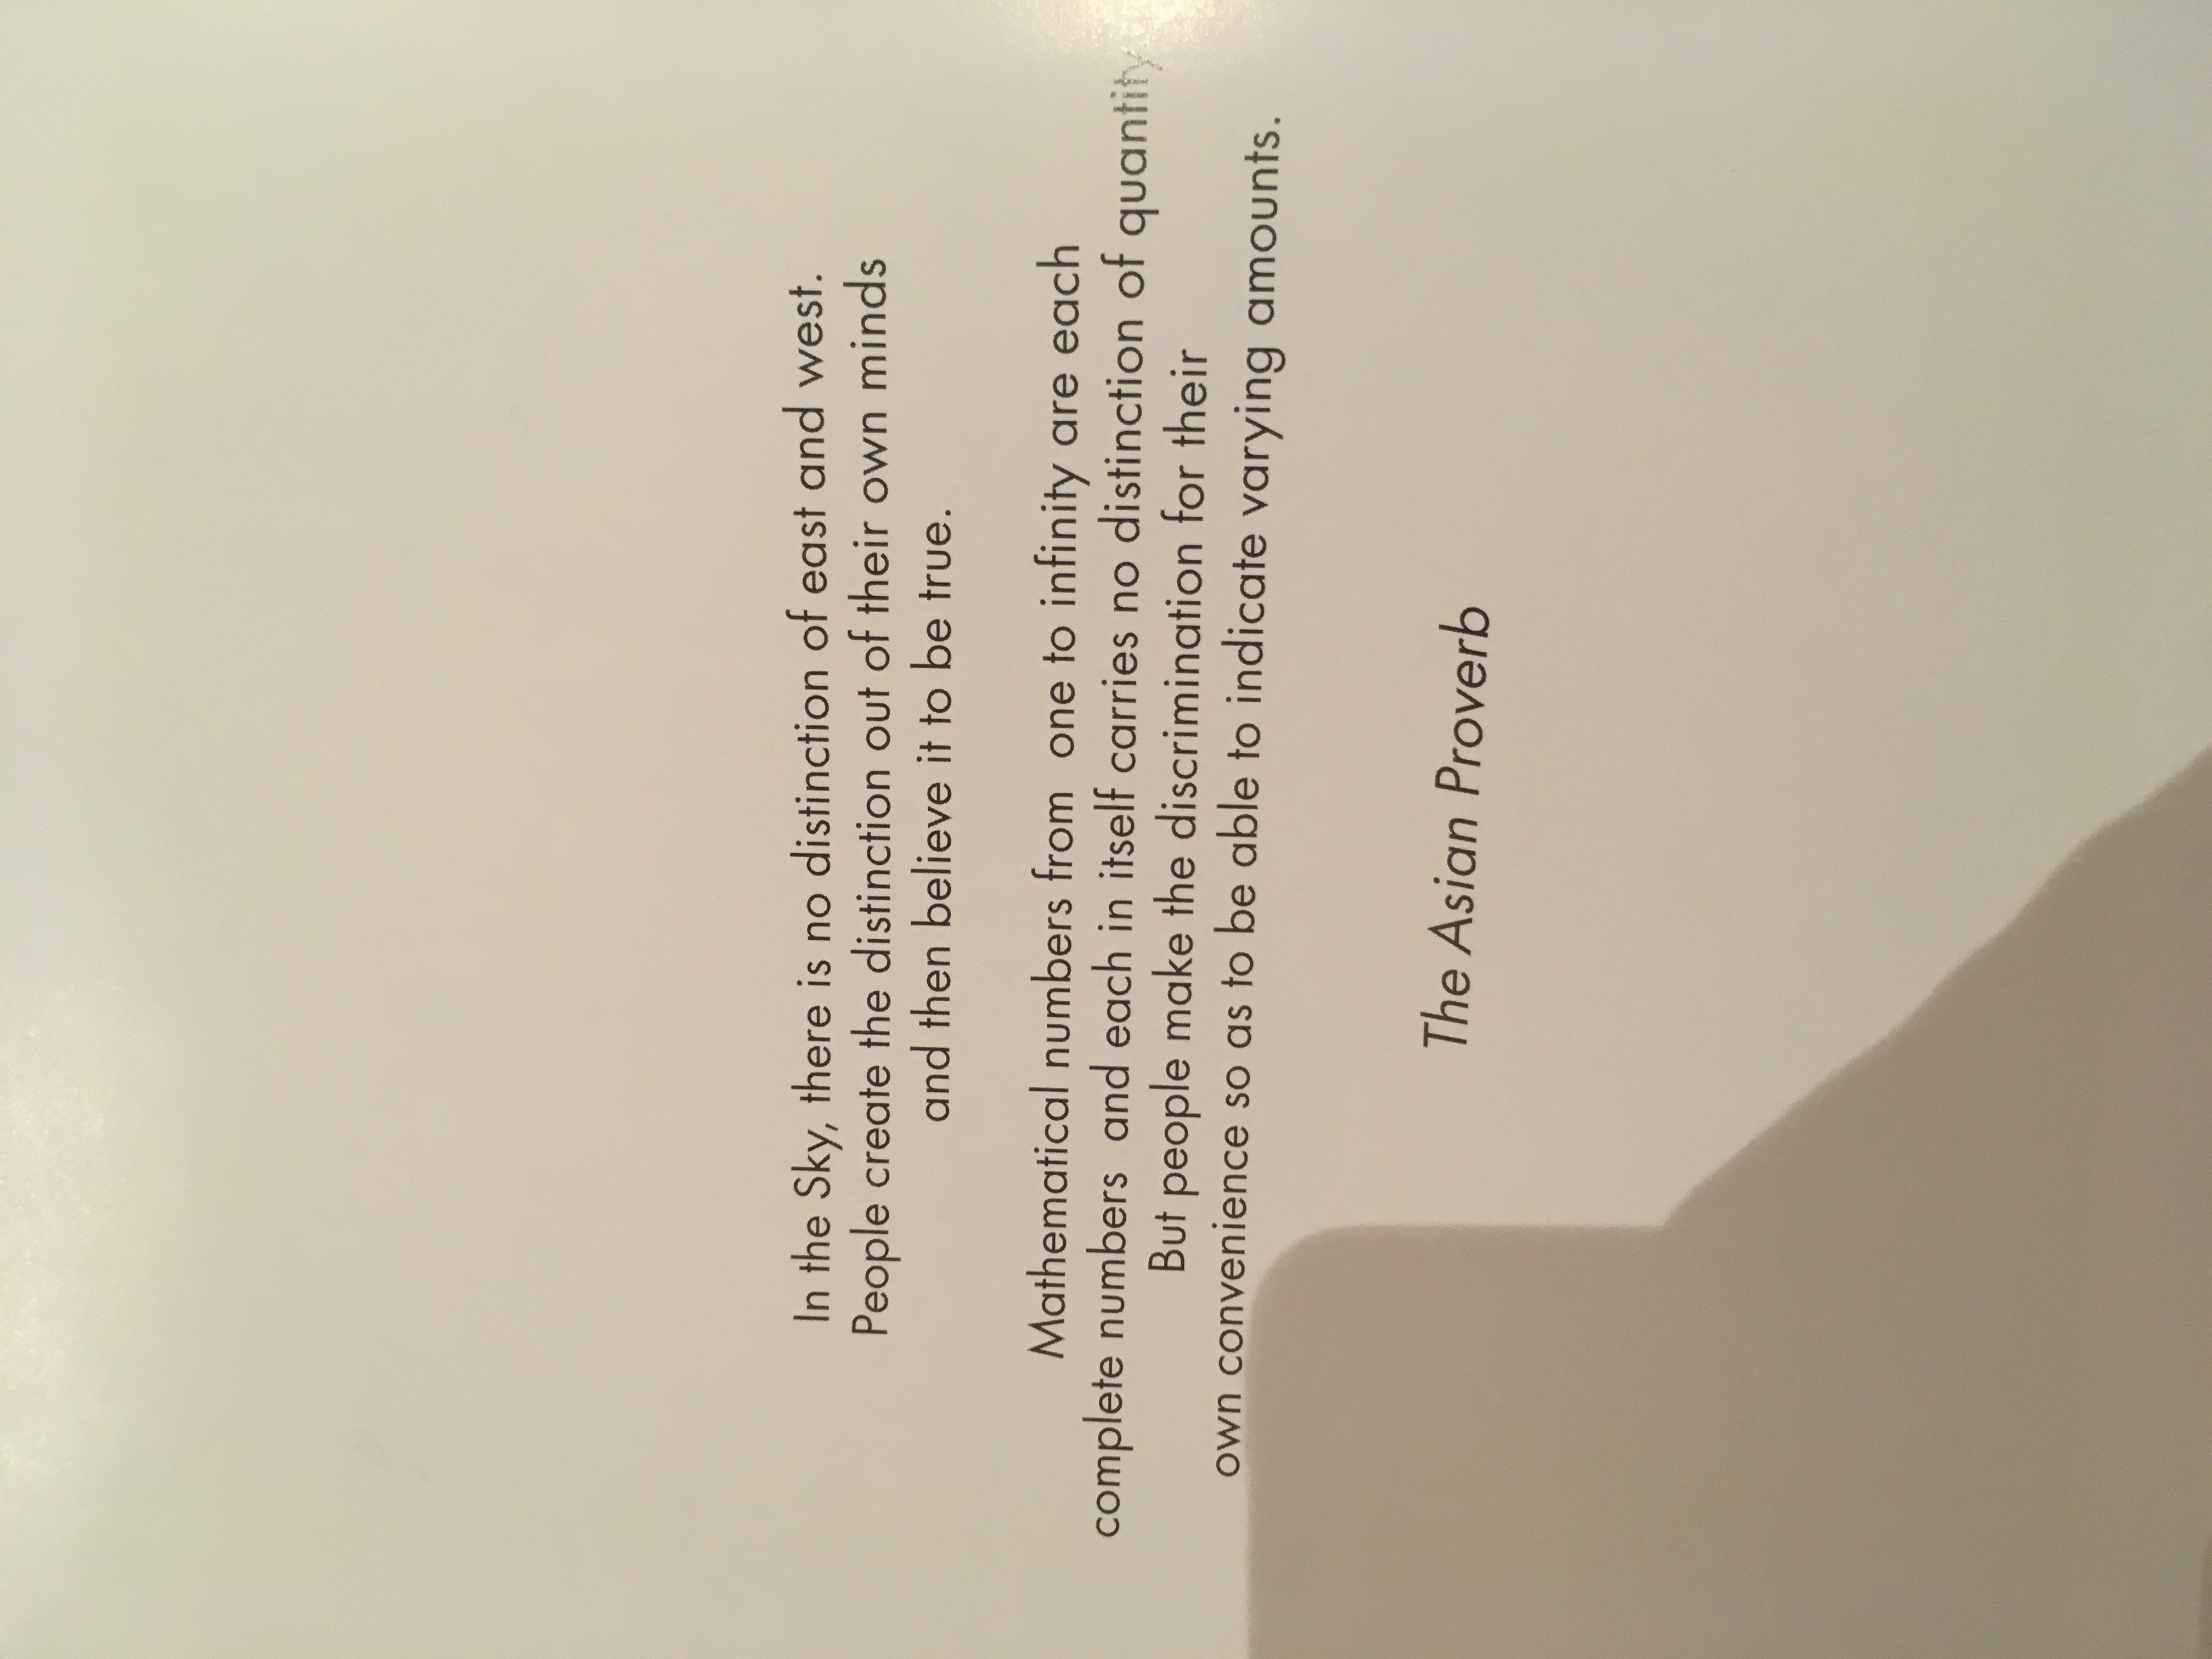 In the Sky, there is no distinction of east and west.
People create the distinction out of their own minds
and then believe it to be true.
Mathematical numbers from one to infinity are each
complete numbers and each in itself carries no distinction of quantity
But people make the discrimination for their
own convenience so as to be able to indicate varying amounts.
The Asian Proverb